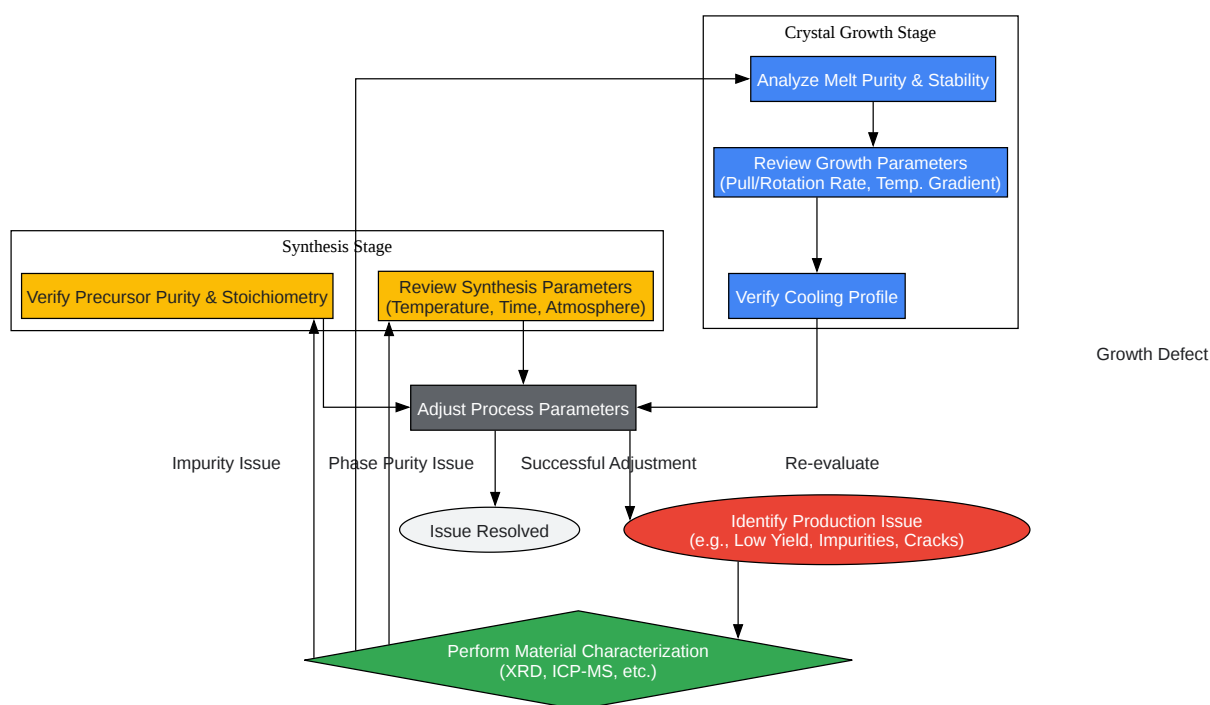 Crystal Growth Stage
Analyze Melt Purity & Stability
Review Growth Parameters
(Pull/Rotation Rate, Temp. Gradient)
Synthesis Stage
Verify Precursor Purity & Stoichiometry
Review Synthesis Parameters
(Temperature, Time, Atmosphere)
Verify Cooling Profile
Growth Defect
Adjust Process Parameters
Impurity Issue
Phase Purity Issue
Successful Adjustment
Re-evaluate
Issue Resolved
Identify Production Issue
(e.g., Low Yield, Impurities, Cracks)
Perform Material Characterization
(XRD, ICP-MS, etc.)